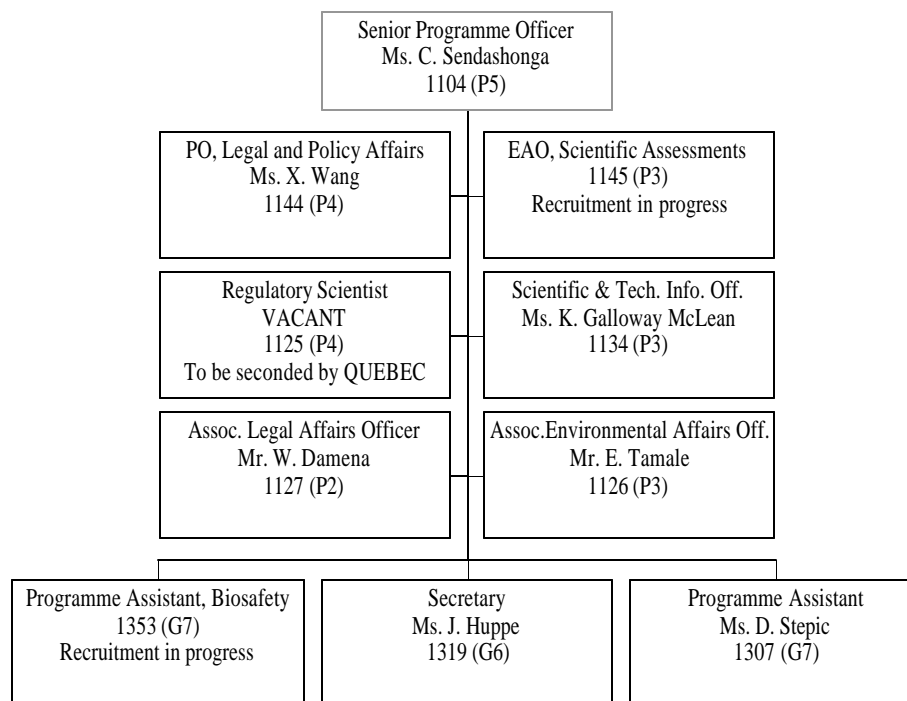 Senior Programme Officer
Ms. C. Sendashonga
1104 (P5)
PO, Legal and Policy Affairs
Ms. X. Wang
1144 (P4)
EAO, Scientific Assessments
1145 (P3)
Recruitment in progress
Regulatory Scientist
VACANT
1125 (P4)
To be seconded by QUEBEC
Scientific & Tech. Info. Off.
Ms. K. Galloway McLean
1134 (P3)
Assoc. Legal Affairs Officer
Mr. W. Damena
1127 (P2)
Assoc.Environmental Affairs Off.
Mr. E. Tamale
1126 (P3)
Programme Assistant, Biosafety
1353 (G7)
Recruitment in progress
Secretary
Ms. J. Huppe
1319 (G6)
Programme Assistant
Ms. D. Stepic
1307 (G7)